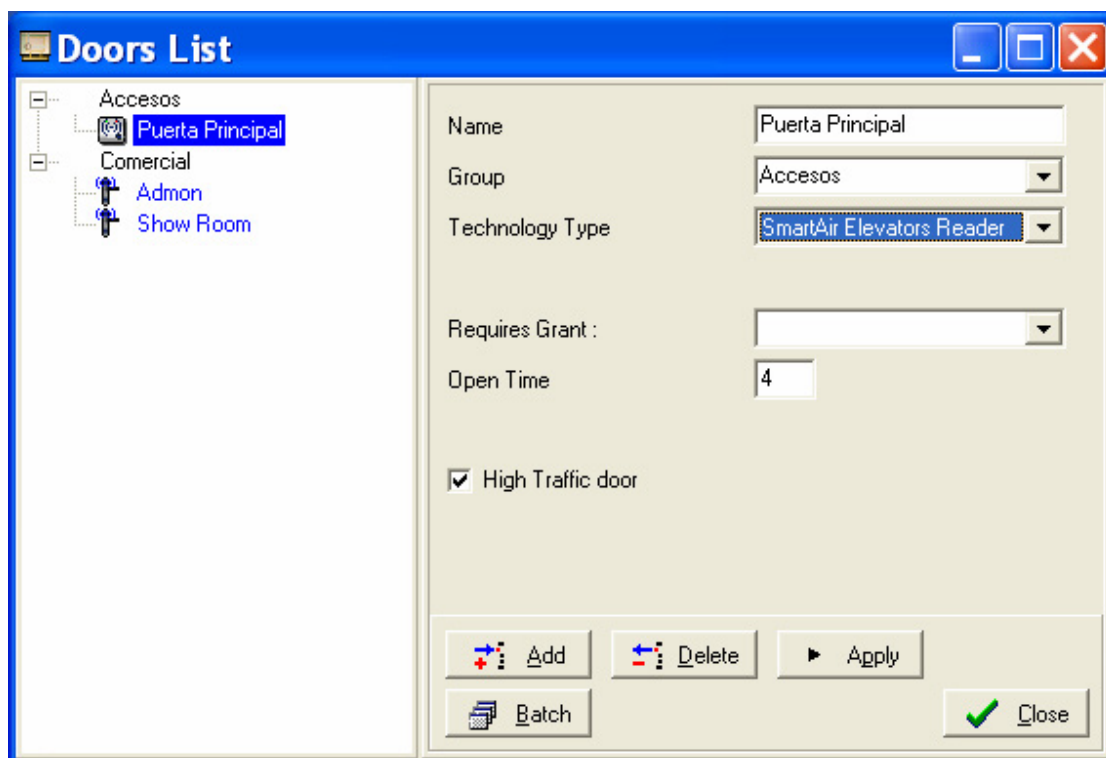 Doors List
Accesos
Puerta Principal
Comercial
Admon
Show Room
Name
Puerta Principal
Group
Accesos
Technology Type
SmartAir Elevators Reader
Requires Grant :
Open Time
4
High Traffic door
Add
Delete
Apply
Batch
Close